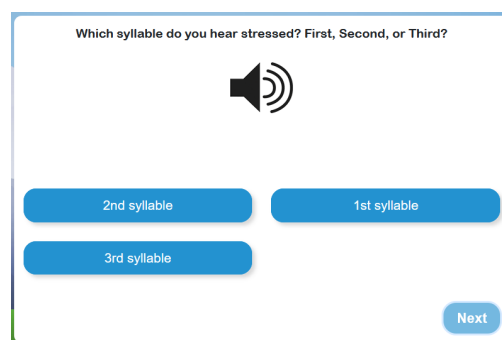 Which syllable do you hear stressed? First, Second, or Third?
2nd syllable
1st syllable
3rd syllable
Next